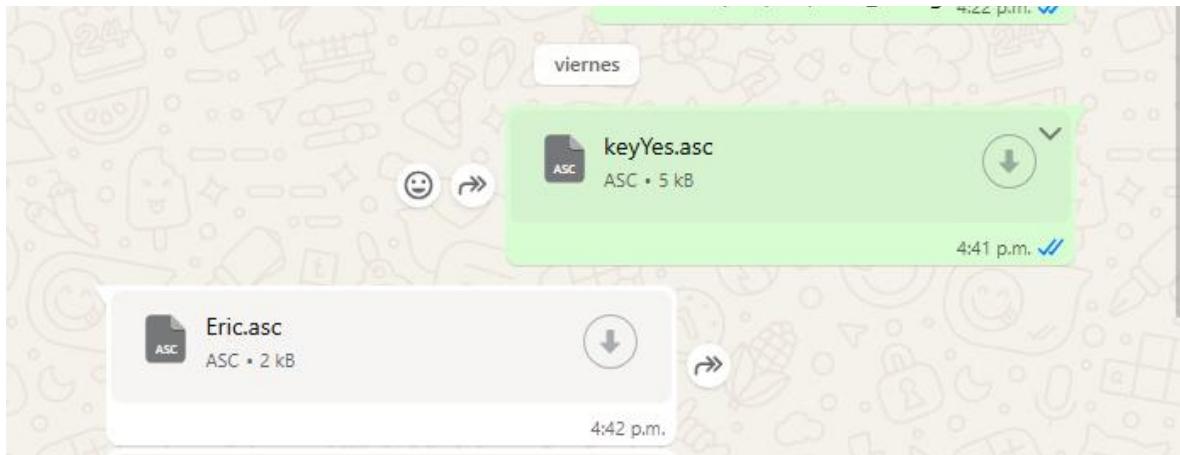 4:22 p.m.
viernes
ASC
keyYes.asc
ASC • 5 kB
4:41 p.m.
ASC
Eric.asc
ASC • 2 kB
4:42 p.m.